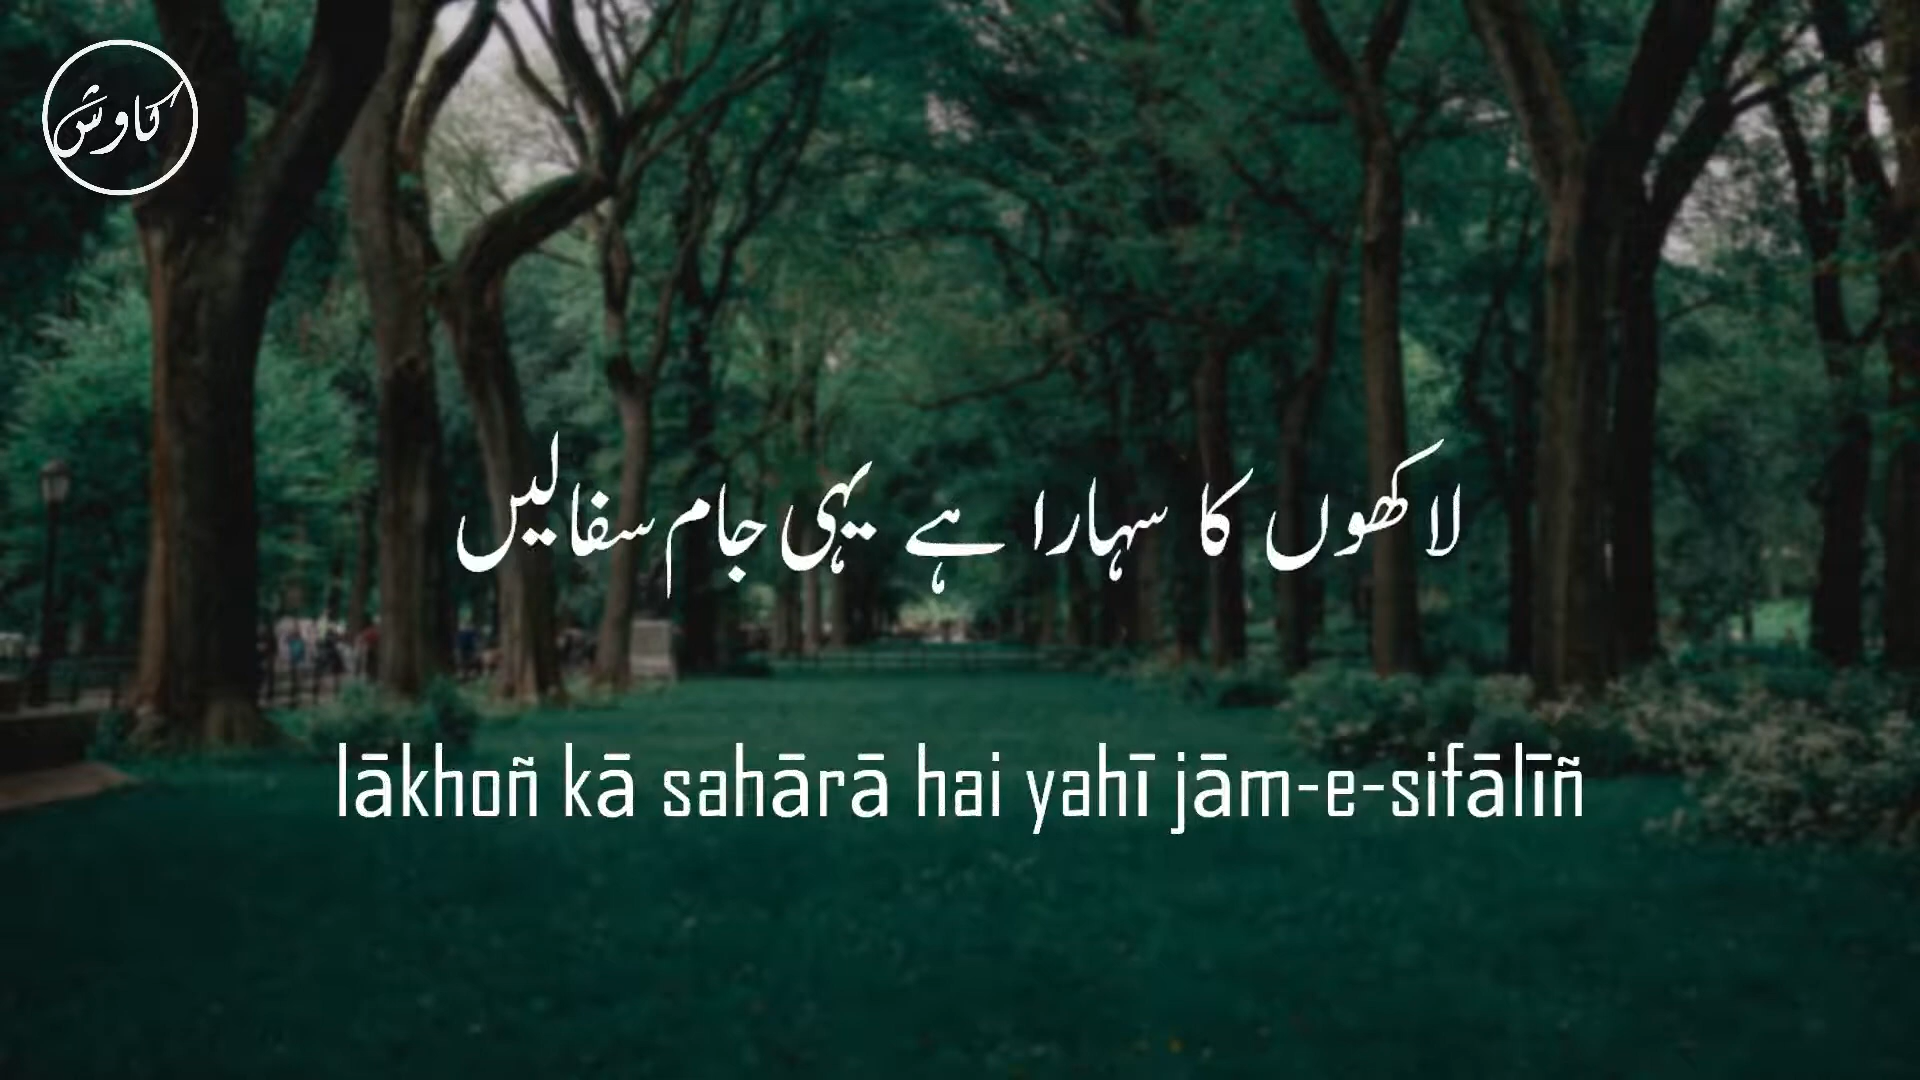 کاوش
لاکھوں کا سہارا ہے یہی جام سفالیں
lākhoñ kā sahārā hai yahī jām-e-sifālīñ